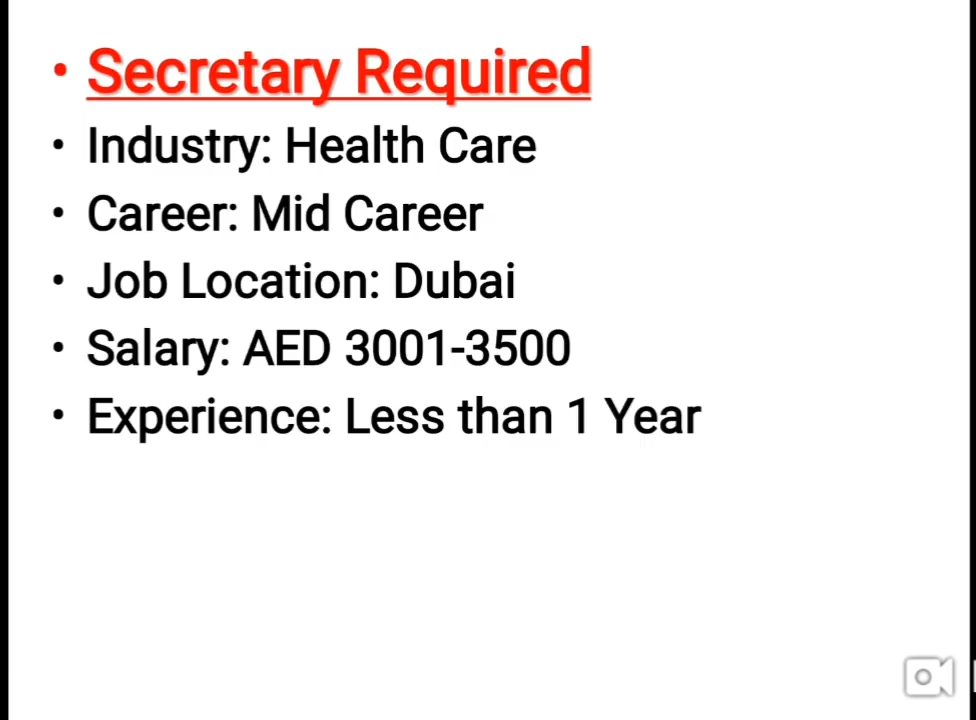 • Secretary Required
• Industry: Health Care
• Career: Mid Career
• Job Location: Dubai
• Salary: AED 3001-3500
• Experience: Less than 1 Year